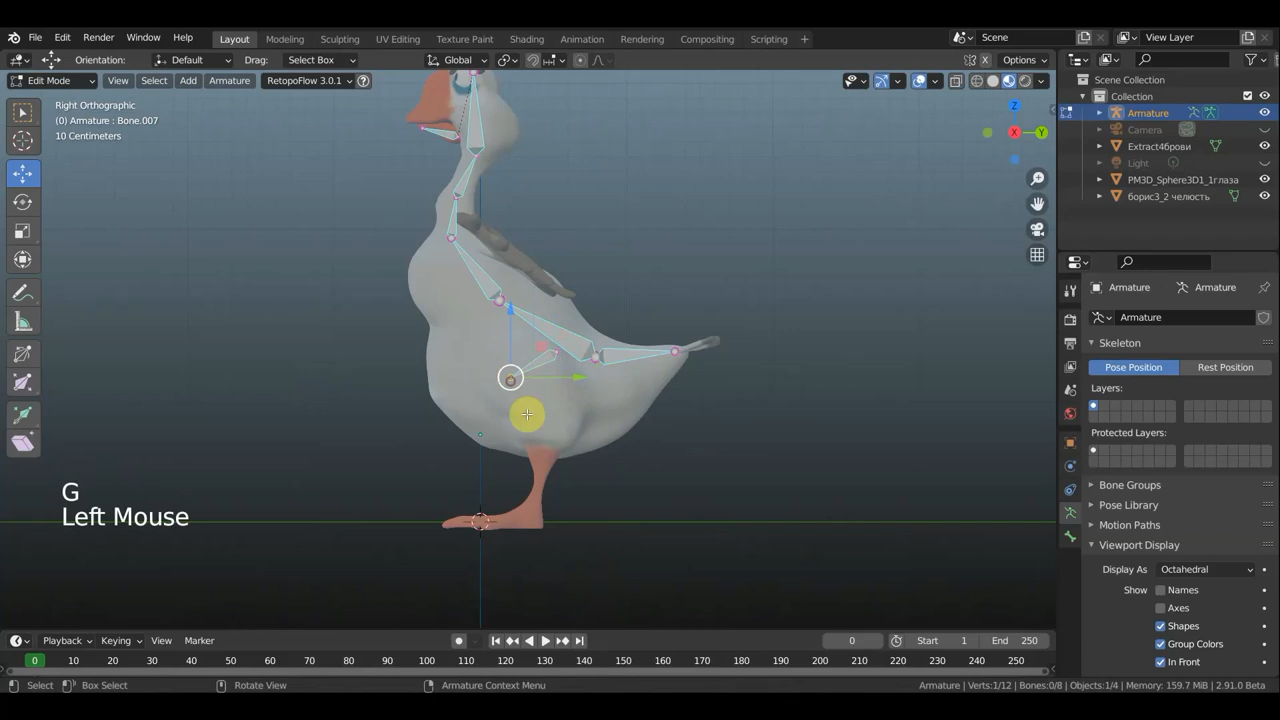 File Edit Render Window Help Layout Modeling Sculpting UV Editing Texture Paint Shading Animation Rendering Compositing Scripting + Scene View Layer
Orientation: Default Drag: Select Box Global X Options
Edit Mode View Select Add Armature RetopoFlow 3.0.1 ?
Right Orthographic
(0) Armature : Bone.007
10 Centimeters
Z
X
Y
G
Left Mouse
Scene Collection
Collection
Armature
Camera
Extract4брови
Light
PM3D_Sphere3D1_1глаза
борис3_2 челюсть
Armature Armature
Armature
Skeleton
Pose Position Rest Position
Layers:
Protected Layers:
Bone Groups
Pose Library
Motion Paths
Viewport Display
Display As Octahedral
Show Names
Axes
Shapes
Group Colors
In Front
Playback Keying View Marker 0 Start 1 End 250
0 10 20 30 40 50 60 70 80 90 100 110 120 130 140 150 160 170 180 190 200 210 220 230 240 250
Select Box Select Rotate View Armature Context Menu Armature | Verts:1/12 | Bones:0/8 | Objects:1/4 | Memory: 159.7 MiB | 2.91.0 Beta